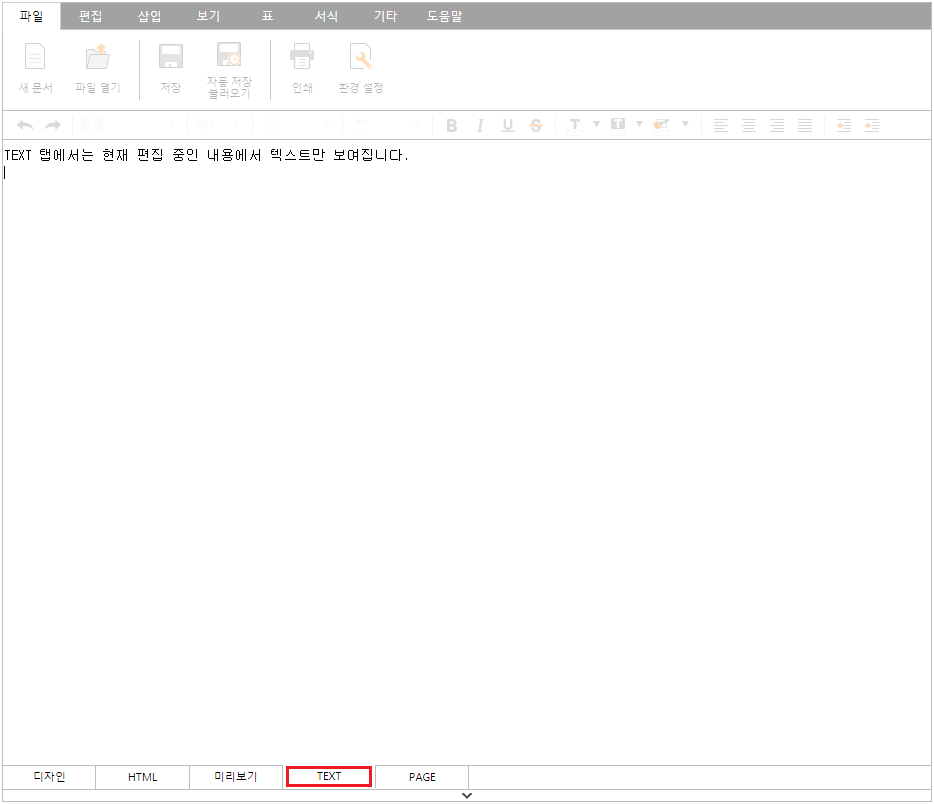 파일 편집 삽입 보기 표 서식 기타 도움말
새 문서 파일 열기 저장 자동 저장 불러오기 인쇄 환경 설정
B I U S T T
TEXT 탭에서는 현재 편집 중인 내용에서 텍스트만 보여집니다.
디자인 HTML 미리보기 TEXT PAGE